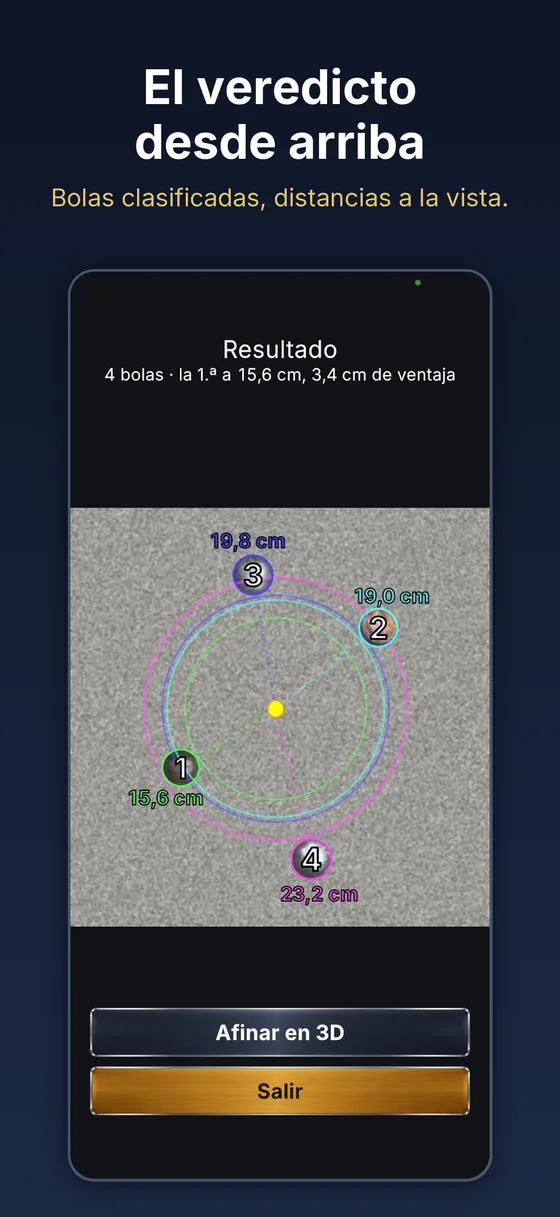 El veredicto
desde arriba
Bolas clasificadas, distancias a la vista.
Resultado
4 bolas · la 1.ª a 15,6 cm, 3,4 cm de ventaja
19,8 cm
3
19,0 cm
2
1
15,6 cm
4
23,2 cm
Afinar en 3D
Salir